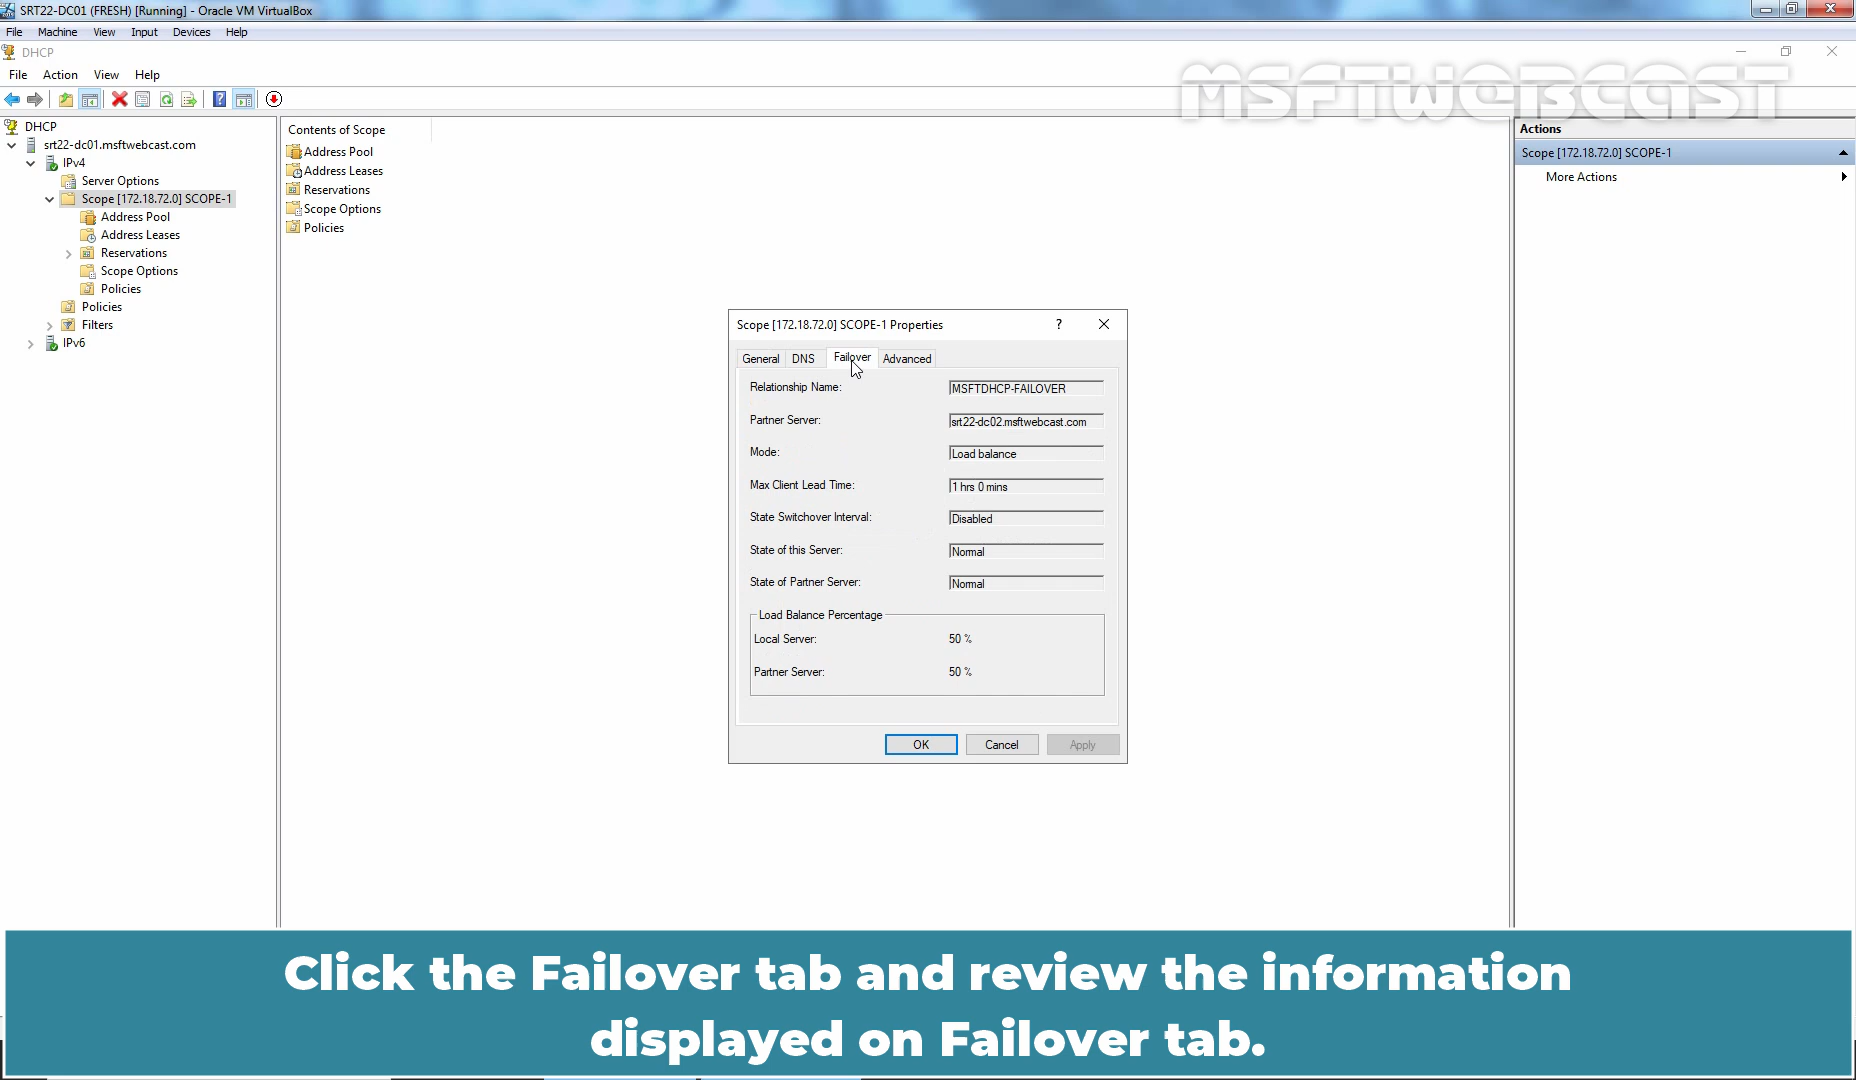 SRT22-DC01 (FRESH) [Running] - Oracle VM VirtualBox
File Machine View Input Devices Help
DHCP
File Action View Help
MSFTWEBCAST
DHCP
srt22-dc01.msftwebcast.com
IPv4
Server Options
Scope [172.18.72.0] SCOPE-1
Address Pool
Address Leases
Reservations
Scope Options
Policies
Policies
Filters
IPv6
Contents of Scope
Address Pool
Address Leases
Reservations
Scope Options
Policies
Actions
Scope [172.18.72.0] SCOPE-1
More Actions
Scope [172.18.72.0] SCOPE-1 Properties
General DNS Failover Advanced
Relationship Name: MSFTDHCP-FAILOVER
Partner Server: srt22-dc02.msftwebcast.com
Mode: Load balance
Max Client Lead Time: 1 hrs 0 mins
State Switchover Interval: Disabled
State of this Server: Normal
State of Partner Server: Normal
Load Balance Percentage
Local Server: 50 %
Partner Server: 50 %
OK Cancel Apply
Click the Failover tab and review the information
displayed on Failover tab.